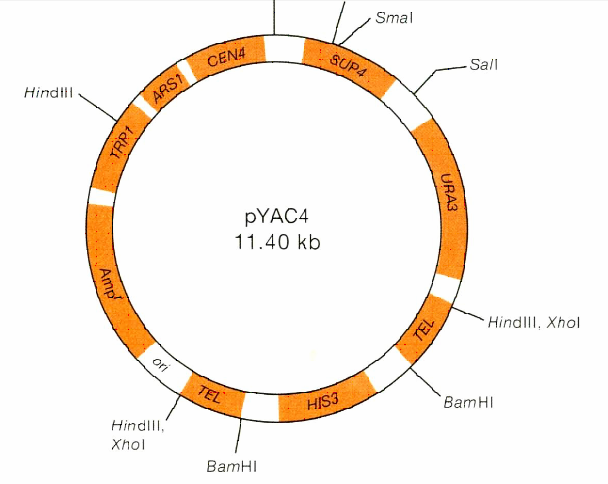 SmaI
CEN4
SUP4
SalI
HindIII
ARS1
TRP1
URA3
pYAC4
11.40 kb
Ampr
HindIII, XhoI
TEL
ori
TEL
HIS3
BamHI
HindIII,
XhoI
BamHI